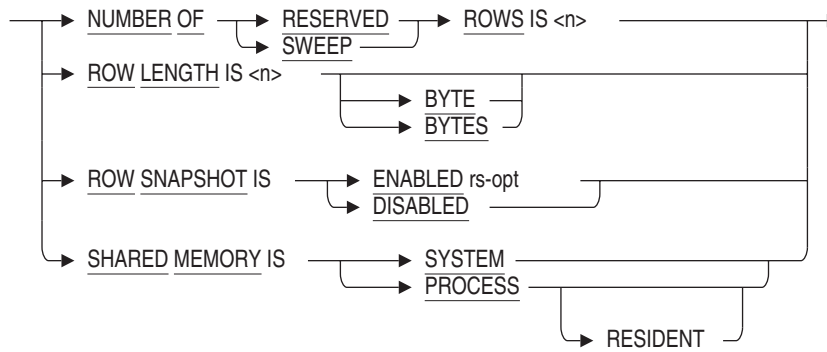 NUMBER OF RESERVED ROWS IS <n>
SWEEP
ROW LENGTH IS <n>
BYTE
BYTES
ROW SNAPSHOT IS ENABLED rs-opt
DISABLED
SHARED MEMORY IS SYSTEM
PROCESS
RESIDENT